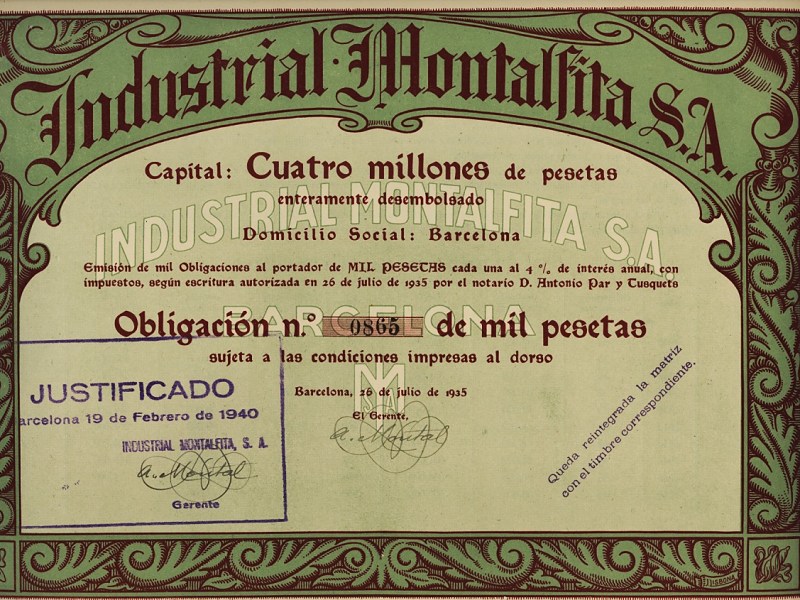 Industrial·Montalfita S.A.
Capital: Cuatro millones de pesetas
enteramente desembolsado
INDUSTRIAL MONTALFITA S.A.
Domicilio Social: Barcelona
Emisión de mil Obligaciones al portador de MIL PESETAS cada una al 4 % de interés anual, con
impuestos, según escritura autorizada en 26 de julio de 1935 por el notario D. Antonio Par y Tusquets
BARCELONA
Obligación n.º 0865 de mil pesetas
sujeta a las condiciones impresas al dorso
Barcelona, 26 de julio de 1935
El Gerente,
A. Montal
JUSTIFICADO
arcelona 19 de Febrero de 1940
INDUSTRIAL MONTALFITA, S. A.
A. Montal
Gerente
Queda reintegrada la matriz
con el timbre correspondiente.